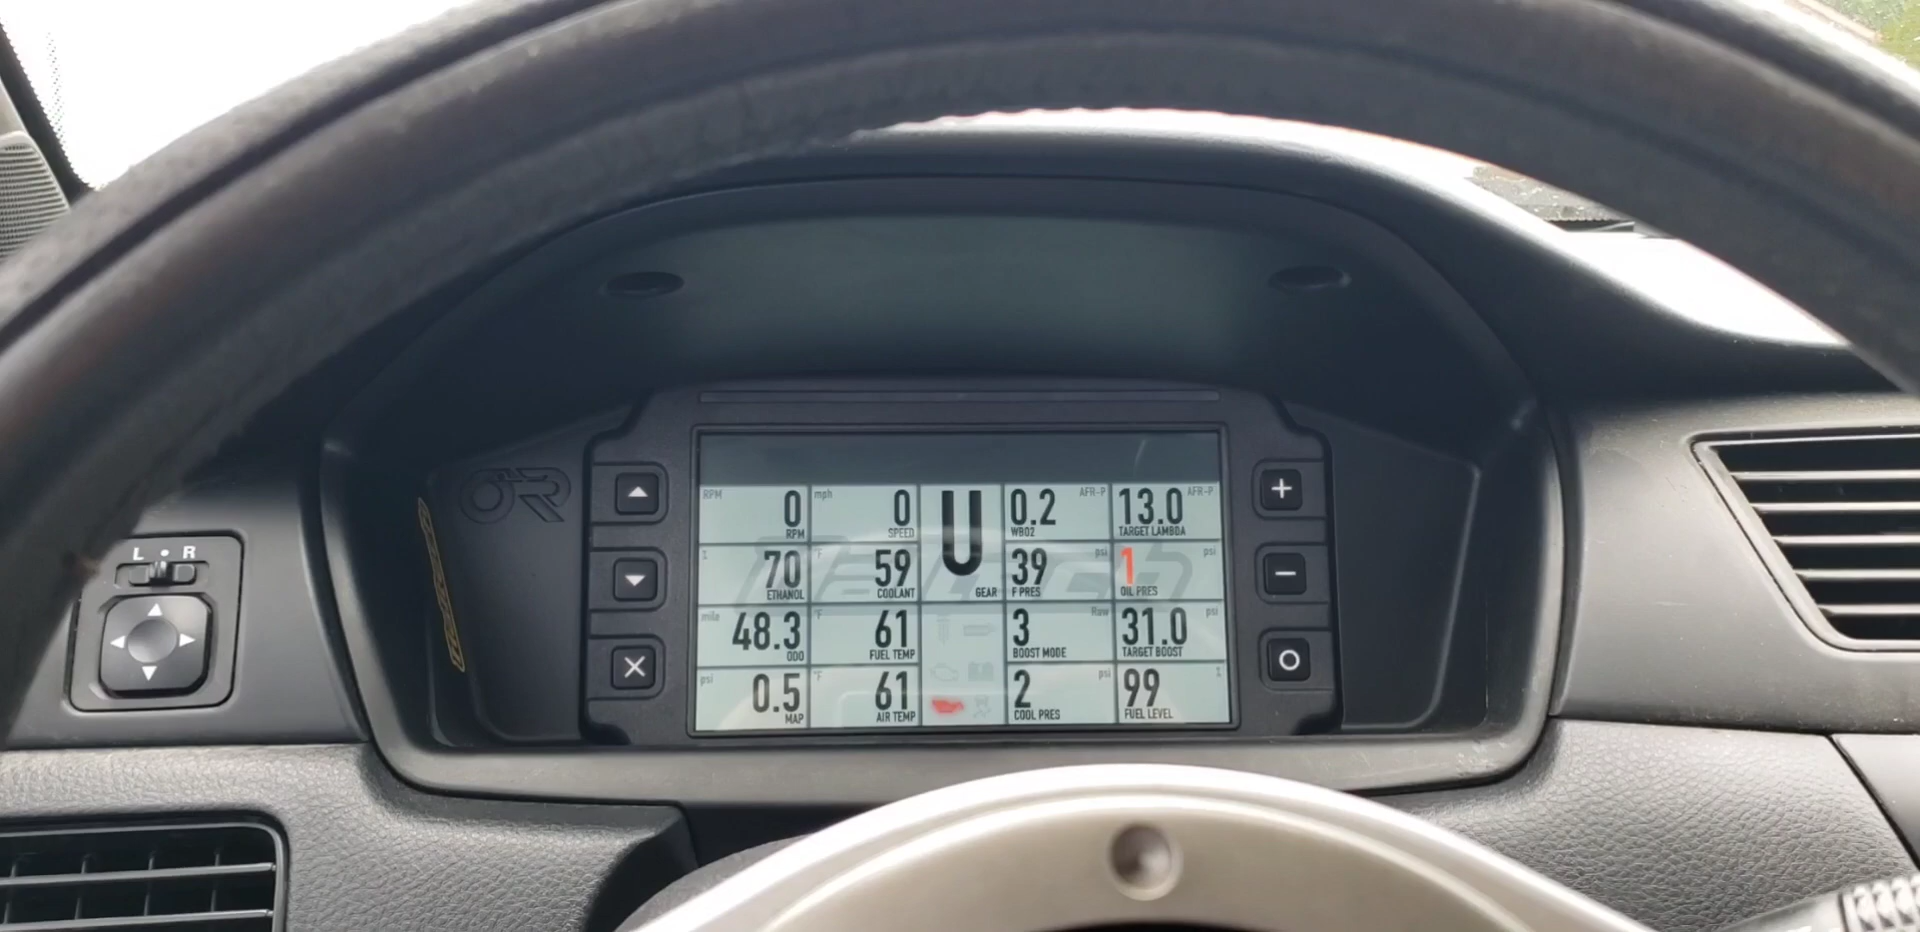 OR
L • R
RPM 0 RPM
mph 0 SPEED
U GEAR
0.2 AFR-P WBO2
13.0 AFR-P TARGET LAMBDA
% 70 ETHANOL
°F 59 COOLANT
39 psi F PRES
1 psi OIL PRES
mile 48.3 ODO
°F 61 FUEL TEMP
3 Raw BOOST MODE
31.0 psi TARGET BOOST
psi 0.5 MAP
°F 61 AIR TEMP
2 psi COOL PRES
99 % FUEL LEVEL